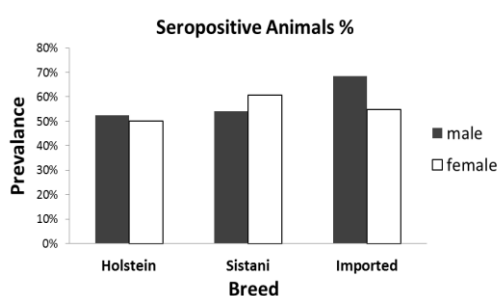 Seropositive Animals %
80%
70%
60%
50%
40%
30%
20%
10%
0%
Prevalance
Holstein
Sistani
Imported
Breed
male
female